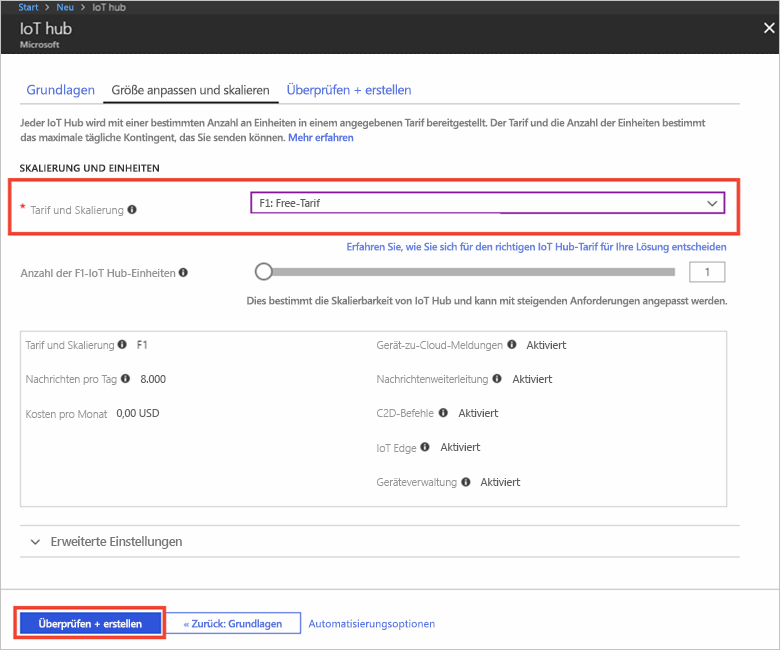 Start > Neu > IoT hub
IoT hub
Microsoft
Grundlagen Größe anpassen und skalieren Überprüfen + erstellen
Jeder IoT Hub wird mit einer bestimmten Anzahl an Einheiten in einem angegebenen Tarif bereitgestellt. Der Tarif und die Anzahl der Einheiten bestimmt
das maximale tägliche Kontingent, das Sie senden können. Mehr erfahren
SKALIERUNG UND EINHEITEN
* Tarif und Skalierung F1: Free-Tarif
Erfahren Sie, wie Sie sich für den richtigen IoT Hub-Tarif für Ihre Lösung entscheiden
Anzahl der F1-IoT Hub-Einheiten 1
Dies bestimmt die Skalierbarkeit von IoT Hub und kann mit steigenden Anforderungen angepasst werden.
Tarif und Skalierung F1 Gerät-zu-Cloud-Meldungen Aktiviert
Nachrichten pro Tag 8.000 Nachrichtenweiterleitung Aktiviert
Kosten pro Monat 0,00 USD C2D-Befehle Aktiviert
IoT Edge Aktiviert
Geräteverwaltung Aktiviert
Erweiterte Einstellungen
Überprüfen + erstellen « Zurück: Grundlagen Automatisierungsoptionen